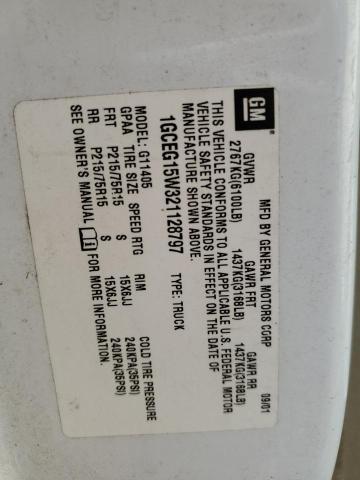 GM
MFD BY GENERAL MOTORS CORP 09/01
GVWR GAWR FRT GAWR RR
2767KG(6100LB) 1437KG(3168LB) 1437KG(3168LB)
THIS VEHICLE CONFORMS TO ALL APPLICABLE U.S. FEDERAL MOTOR
VEHICLE SAFETY STANDARDS IN EFFECT ON THE DATE OF
MANUFACTURE SHOWN ABOVE.
1GCEG15W321128797 TYPE: TRUCK
MODEL: G11405
GPAA TIRE SIZE SPEED RTG RIM COLD TIRE PRESSURE
FRT P215/75R15 S 15X6JJ 240KPA(35PSI)
RR P215/75R15 S 15X6JJ 240KPA(35PSI)
SEE OWNERS MANUAL FOR MORE INFORMATION.